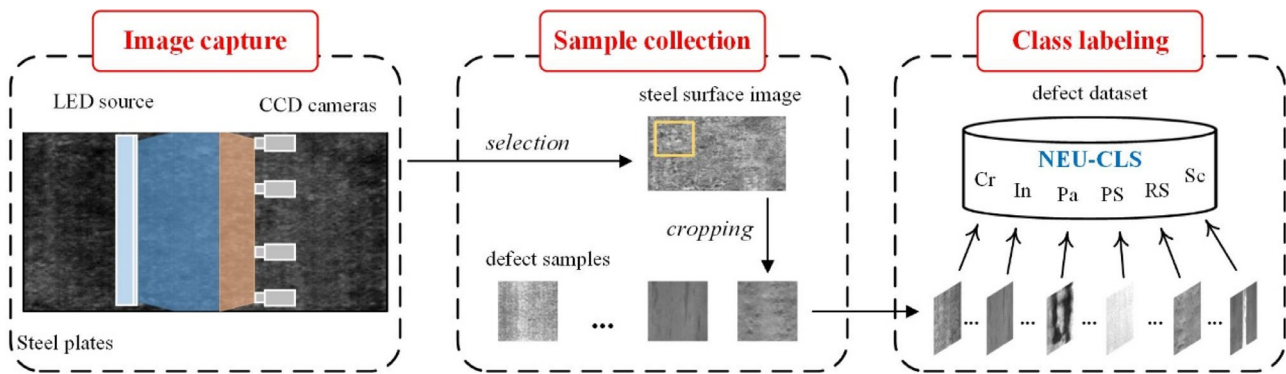 Image capture
LED source
CCD cameras
Steel plates
Sample collection
steel surface image
selection
cropping
defect samples
...
Class labeling
defect dataset
NEU-CLS
Cr In Pa PS RS Sc
... ... ... ... ...